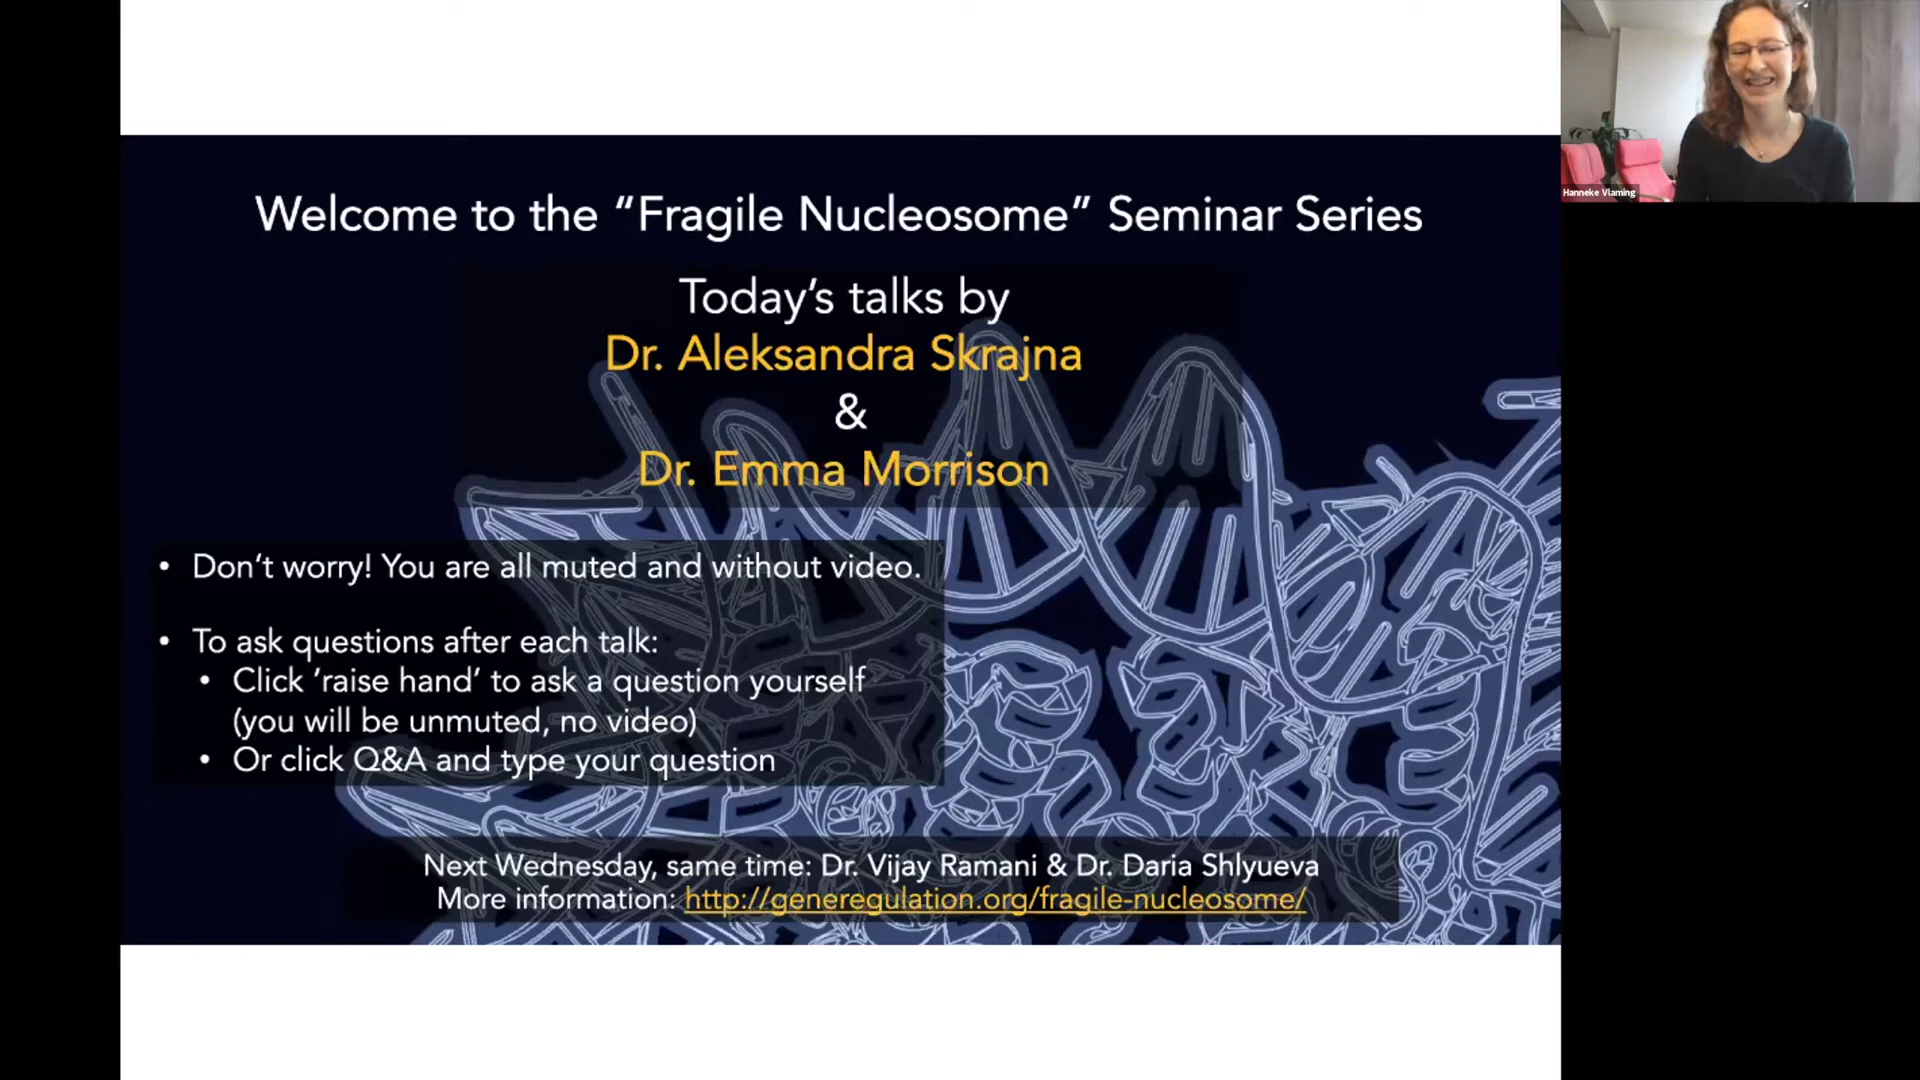 Welcome to the “Fragile Nucleosome” Seminar Series
Today’s talks by
Dr. Aleksandra Skrajna
&
Dr. Emma Morrison
• Don’t worry! You are all muted and without video.
• To ask questions after each talk:
• Click ‘raise hand’ to ask a question yourself
(you will be unmuted, no video)
• Or click Q&A and type your question
Next Wednesday, same time: Dr. Vijay Ramani & Dr. Daria Shlyueva
More information: http://generegulation.org/fragile-nucleosome/
Hanneke Vlaming